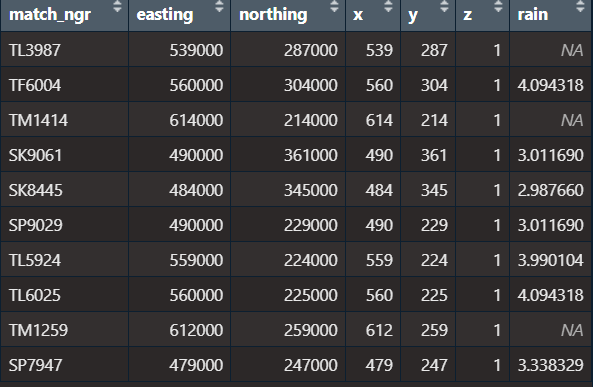 match_ngr easting northing x y z rain
TL3987 539000 287000 539 287 1 NA
TF6004 560000 304000 560 304 1 4.094318
TM1414 614000 214000 614 214 1 NA
SK9061 490000 361000 490 361 1 3.011690
SK8445 484000 345000 484 345 1 2.987660
SP9029 490000 229000 490 229 1 3.011690
TL5924 559000 224000 559 224 1 3.990104
TL6025 560000 225000 560 225 1 4.094318
TM1259 612000 259000 612 259 1 NA
SP7947 479000 247000 479 247 1 3.338329